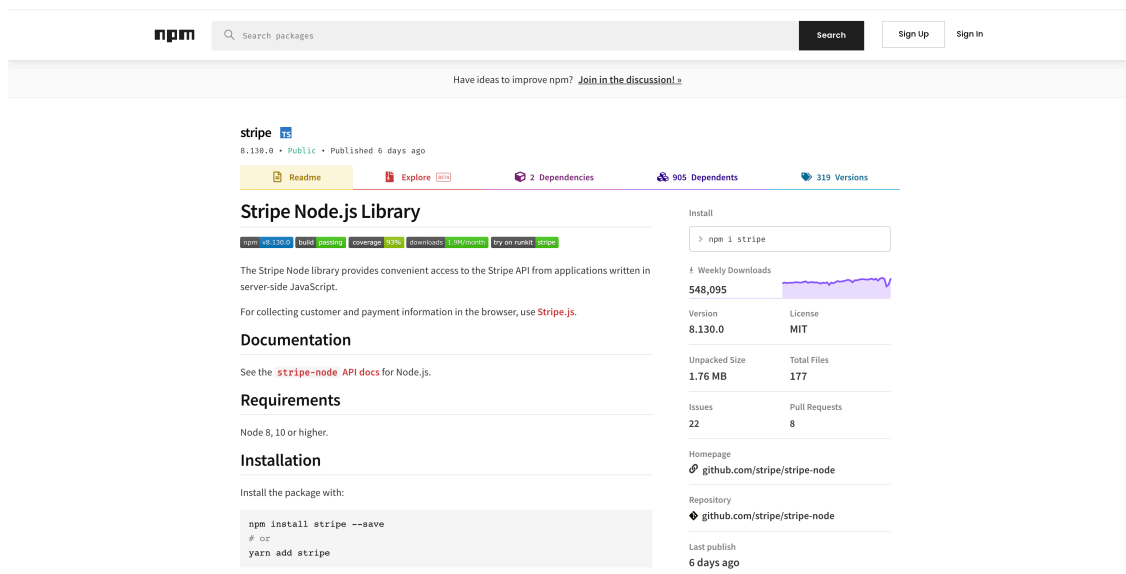 npm
Search packages
Search
Sign Up
Sign In
Have ideas to improve npm? Join in the discussion! »
stripe TS
8.130.0 • Public • Published 6 days ago
Readme
Explore BETA
2 Dependencies
905 Dependents
319 Versions
Stripe Node.js Library
npm v8.130.0 build passing coverage 93% downloads 1.9M/month try on runkit stripe
The Stripe Node library provides convenient access to the Stripe API from applications written in
server-side JavaScript.
For collecting customer and payment information in the browser, use Stripe.js.
Documentation
See the stripe-node API docs for Node.js.
Requirements
Node 8, 10 or higher.
Installation
Install the package with:
npm install stripe --save
# or
yarn add stripe
Install
> npm i stripe
Weekly Downloads
548,095
Version
License
8.130.0
MIT
Unpacked Size
Total Files
1.76 MB
177
Issues
Pull Requests
22
8
Homepage
github.com/stripe/stripe-node
Repository
github.com/stripe/stripe-node
Last publish
6 days ago